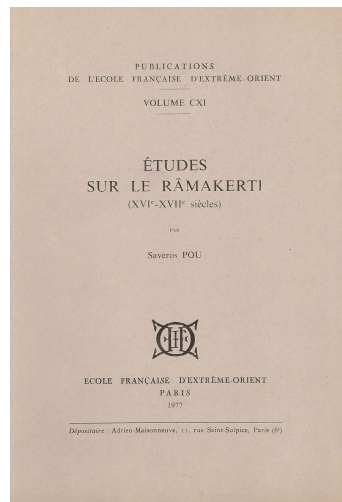 PUBLICATIONS
DE L'ECOLE FRANÇAISE D'EXTRÊME-ORIENT
VOLUME CXI
ÉTUDES
SUR LE RĀMAKERTI
(XVIe-XVIIe siècles)
PAR
Saveros POU
ECOLE FRANÇAISE D'EXTRÊME-ORIENT
PARIS
1977
Dépositaire : Adrien-Maisonneuve, 11, rue Saint-Sulpice, Paris (6e)